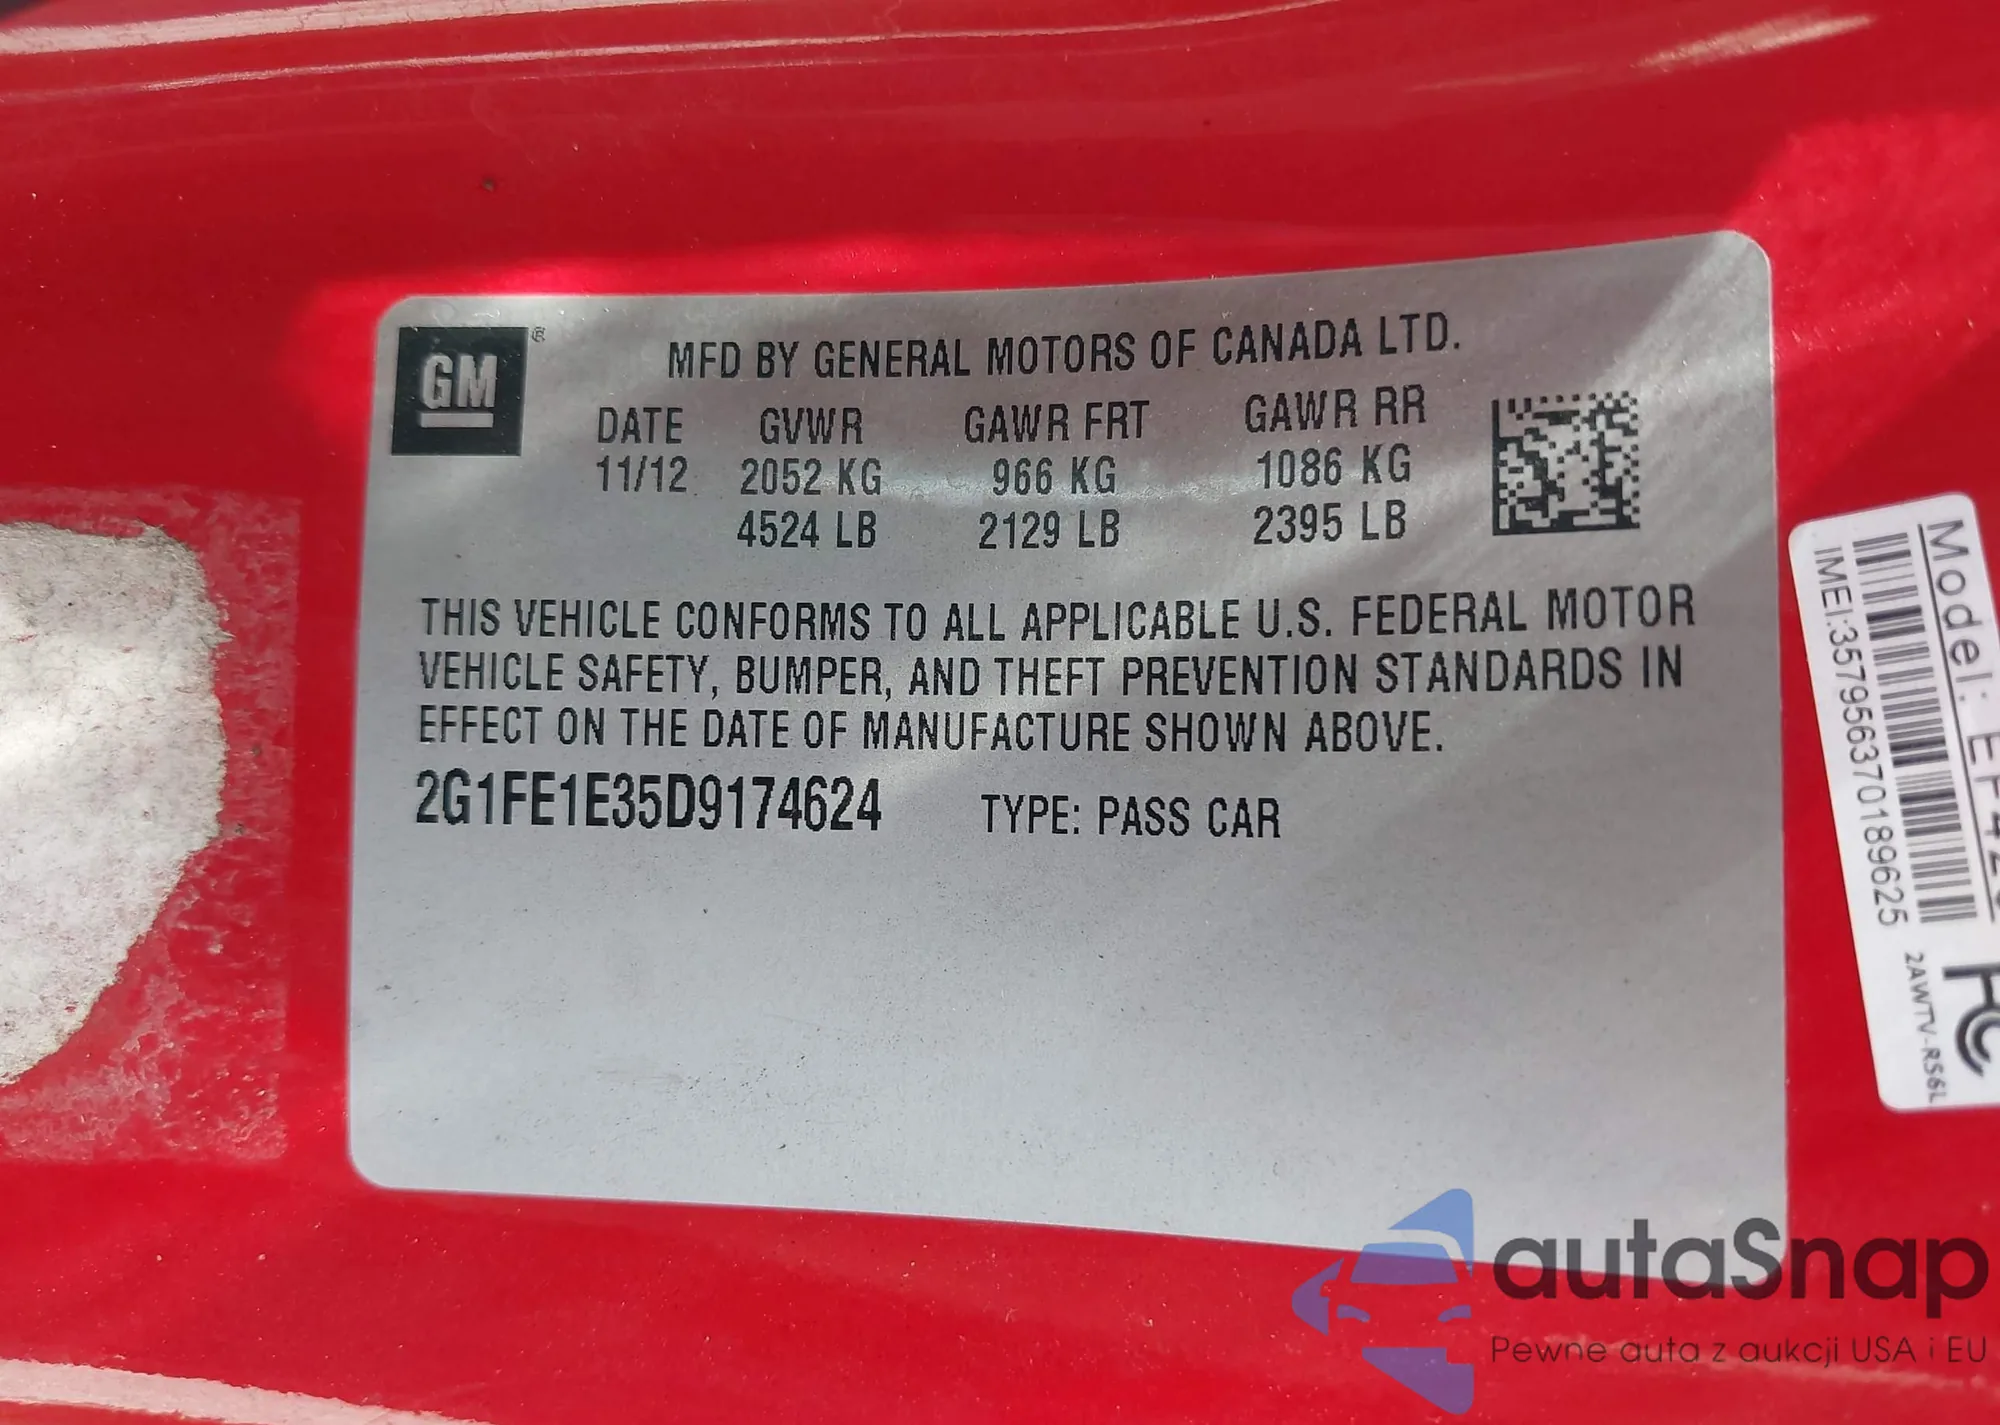 GM ®
MFD BY GENERAL MOTORS OF CANADA LTD.
DATE GVWR GAWR FRT GAWR RR
11/12 2052 KG 966 KG 1086 KG
4524 LB 2129 LB 2395 LB
THIS VEHICLE CONFORMS TO ALL APPLICABLE U.S. FEDERAL MOTOR
VEHICLE SAFETY, BUMPER, AND THEFT PREVENTION STANDARDS IN
EFFECT ON THE DATE OF MANUFACTURE SHOWN ABOVE.
2G1FE1E35D9174624 TYPE: PASS CAR
Model:
IMEI:357956370189625
2AWTV-RS6L
FC
autaSnap
Pewne auta z aukcji USA i EU